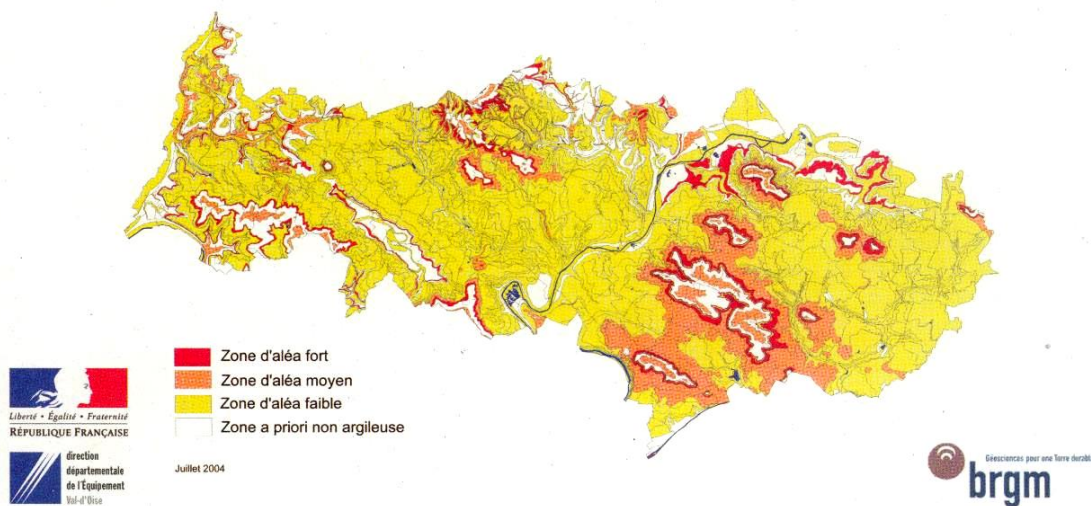 Zone d'aléa fort
Zone d'aléa moyen
Zone d'aléa faible
Zone a priori non argileuse
Juillet 2004
Liberté • Égalité • Fraternité
RÉPUBLIQUE FRANÇAISE
direction
départementale
de l'Équipement
Val-d'Oise
Géosciences pour une Terre durable
brgm